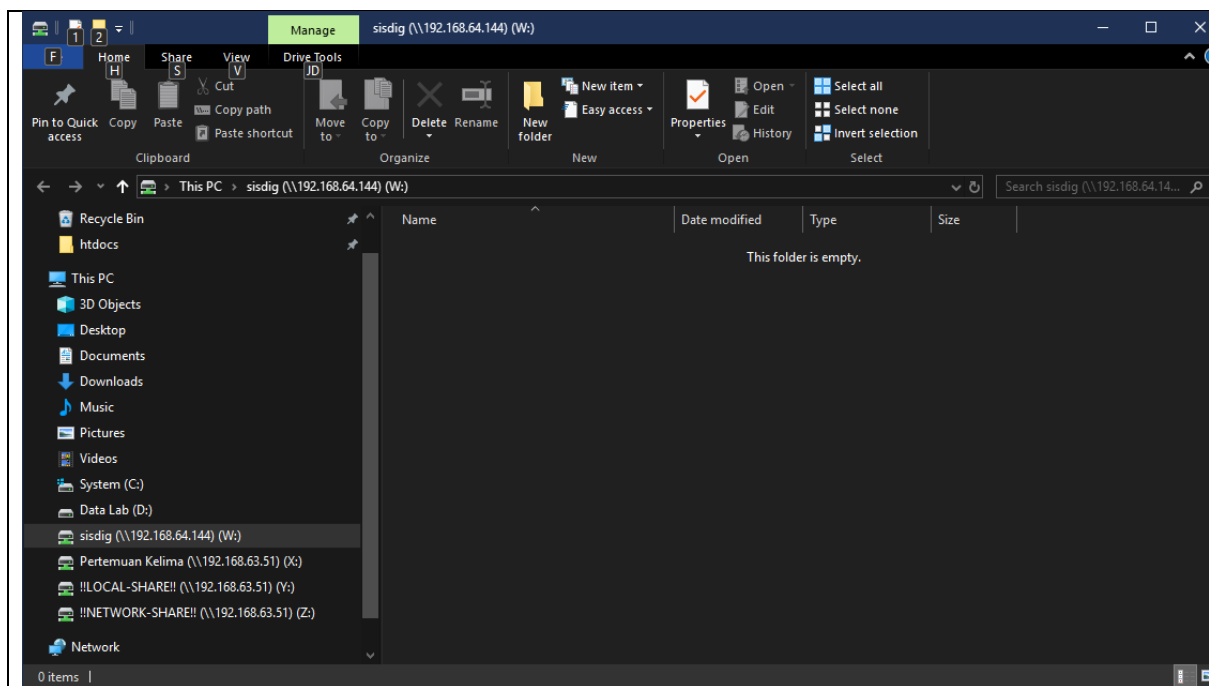 Manage sisdig (\\192.168.64.144) (W:)
1 2
F Home Share View Drive Tools
H S V JD
Pin to Quick access
Copy
Paste
Cut
Copy path
Paste shortcut
Clipboard
Move to
Copy to
Delete
Rename
Organize
New folder
New item
Easy access
New
Properties
Open
Edit
History
Open
Select all
Select none
Invert selection
Select
This PC › sisdig (\\192.168.64.144) (W:)
Search sisdig (\\192.168.64.14...
Name Date modified Type Size
This folder is empty.
Recycle Bin
htdocs
This PC
3D Objects
Desktop
Documents
Downloads
Music
Pictures
Videos
System (C:)
Data Lab (D:)
sisdig (\\192.168.64.144) (W:)
Pertemuan Kelima (\\192.168.63.51) (X:)
!!LOCAL-SHARE!! (\\192.168.63.51) (Y:)
!!NETWORK-SHARE!! (\\192.168.63.51) (Z:)
Network
0 items